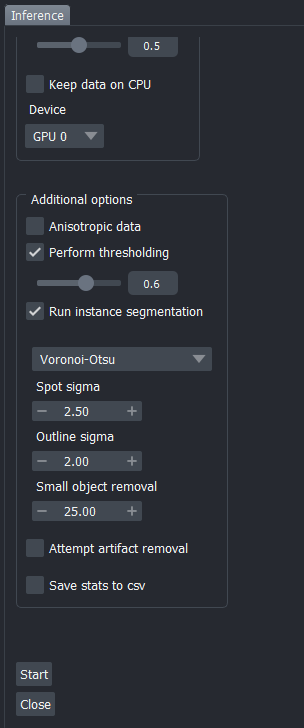 Inference
0.5
Keep data on CPU
Device
GPU 0
Additional options
Anisotropic data
Perform thresholding
0.6
Run instance segmentation
Voronoi-Otsu
Spot sigma
− 2.50 +
Outline sigma
− 2.00 +
Small object removal
− 25.00 +
Attempt artifact removal
Save stats to csv
Start
Close